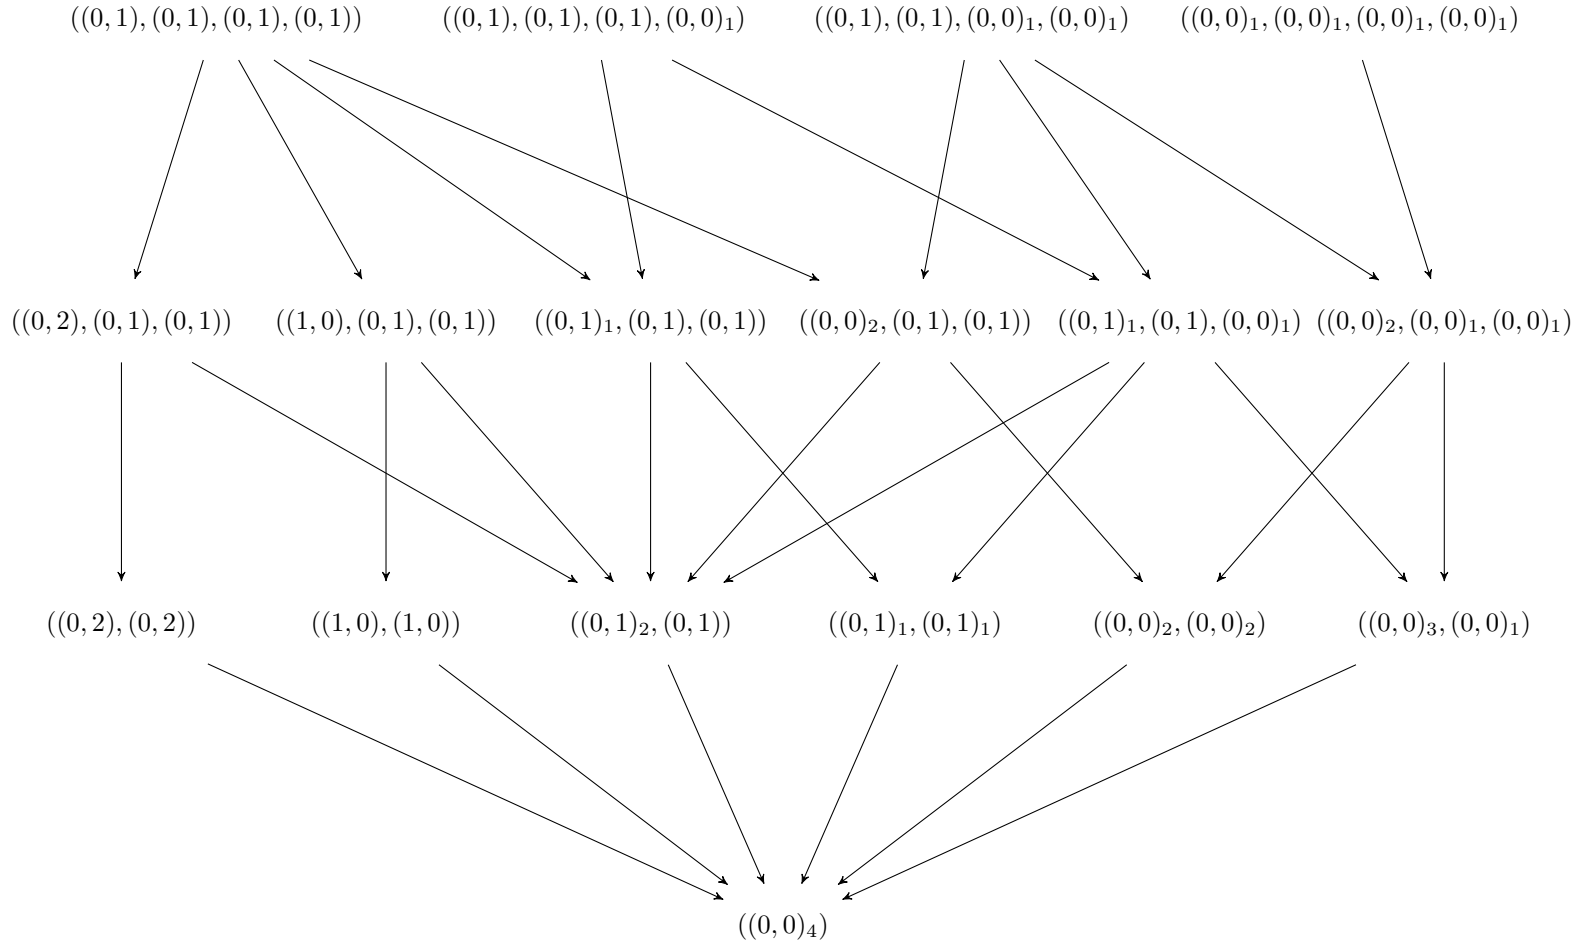 ((0, 1), (0, 1), (0, 1), (0, 1)) ((0, 1), (0, 1), (0, 1), (0, 0)₁) ((0, 1), (0, 1), (0, 0)₁, (0, 0)₁) ((0, 0)₁, (0, 0)₁, (0, 0)₁, (0, 0)₁)
((0, 2), (0, 1), (0, 1)) ((1, 0), (0, 1), (0, 1)) ((0, 1)₁, (0, 1), (0, 1)) ((0, 0)₂, (0, 1), (0, 1)) ((0, 1)₁, (0, 1), (0, 0)₁) ((0, 0)₂, (0, 0)₁, (0, 0)₁)
((0, 2), (0, 2)) ((1, 0), (1, 0)) ((0, 1)₂, (0, 1)) ((0, 1)₁, (0, 1)₁) ((0, 0)₂, (0, 0)₂) ((0, 0)₃, (0, 0)₁)
((0, 0)₄)